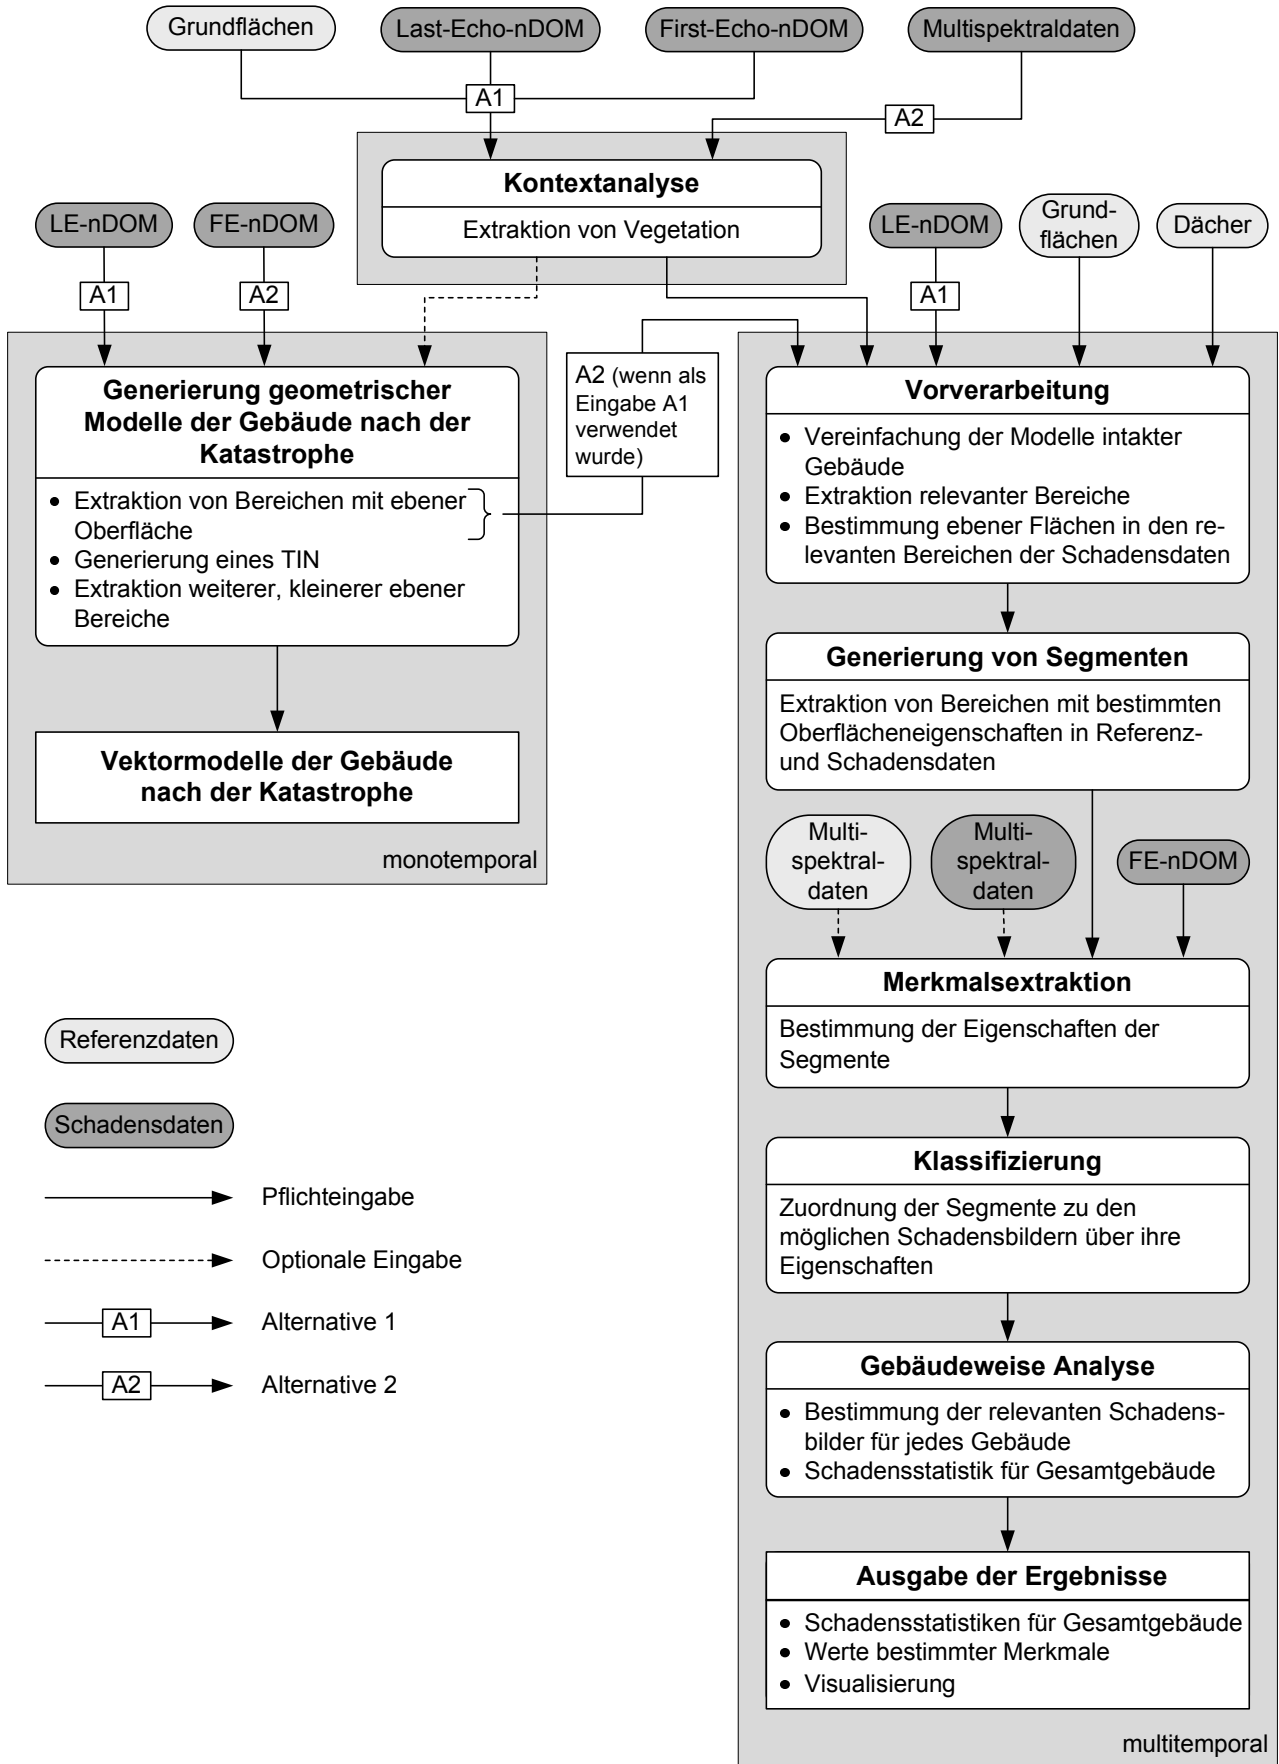 Grundflächen
Last-Echo-nDOM
First-Echo-nDOM
Multispektraldaten
A1
A2
Kontextanalyse
Extraktion von Vegetation
LE-nDOM
FE-nDOM
A1
A2
LE-nDOM
Grund-
flächen
Dächer
A1
Generierung geometrischer
Modelle der Gebäude nach der
Katastrophe
• Extraktion von Bereichen mit ebener
Oberfläche
• Generierung eines TIN
• Extraktion weiterer, kleinerer ebener
Bereiche
A2 (wenn als
Eingabe A1
verwendet
wurde)
Vektormodelle der Gebäude
nach der Katastrophe
monotemporal
Vorverarbeitung
• Vereinfachung der Modelle intakter
Gebäude
• Extraktion relevanter Bereiche
• Bestimmung ebener Flächen in den re-
levanten Bereichen der Schadensdaten
Generierung von Segmenten
Extraktion von Bereichen mit bestimmten
Oberflächeneigenschaften in Referenz-
und Schadensdaten
Multi-
spektral-
daten
Multi-
spektral-
daten
FE-nDOM
Merkmalsextraktion
Bestimmung der Eigenschaften der
Segmente
Klassifizierung
Zuordnung der Segmente zu den
möglichen Schadensbildern über ihre
Eigenschaften
Gebäudeweise Analyse
• Bestimmung der relevanten Schadens-
bilder für jedes Gebäude
• Schadensstatistik für Gesamtgebäude
Ausgabe der Ergebnisse
• Schadensstatistiken für Gesamtgebäude
• Werte bestimmter Merkmale
• Visualisierung
multitemporal
Referenzdaten
Schadensdaten
Pflichteingabe
Optionale Eingabe
A1 Alternative 1
A2 Alternative 2